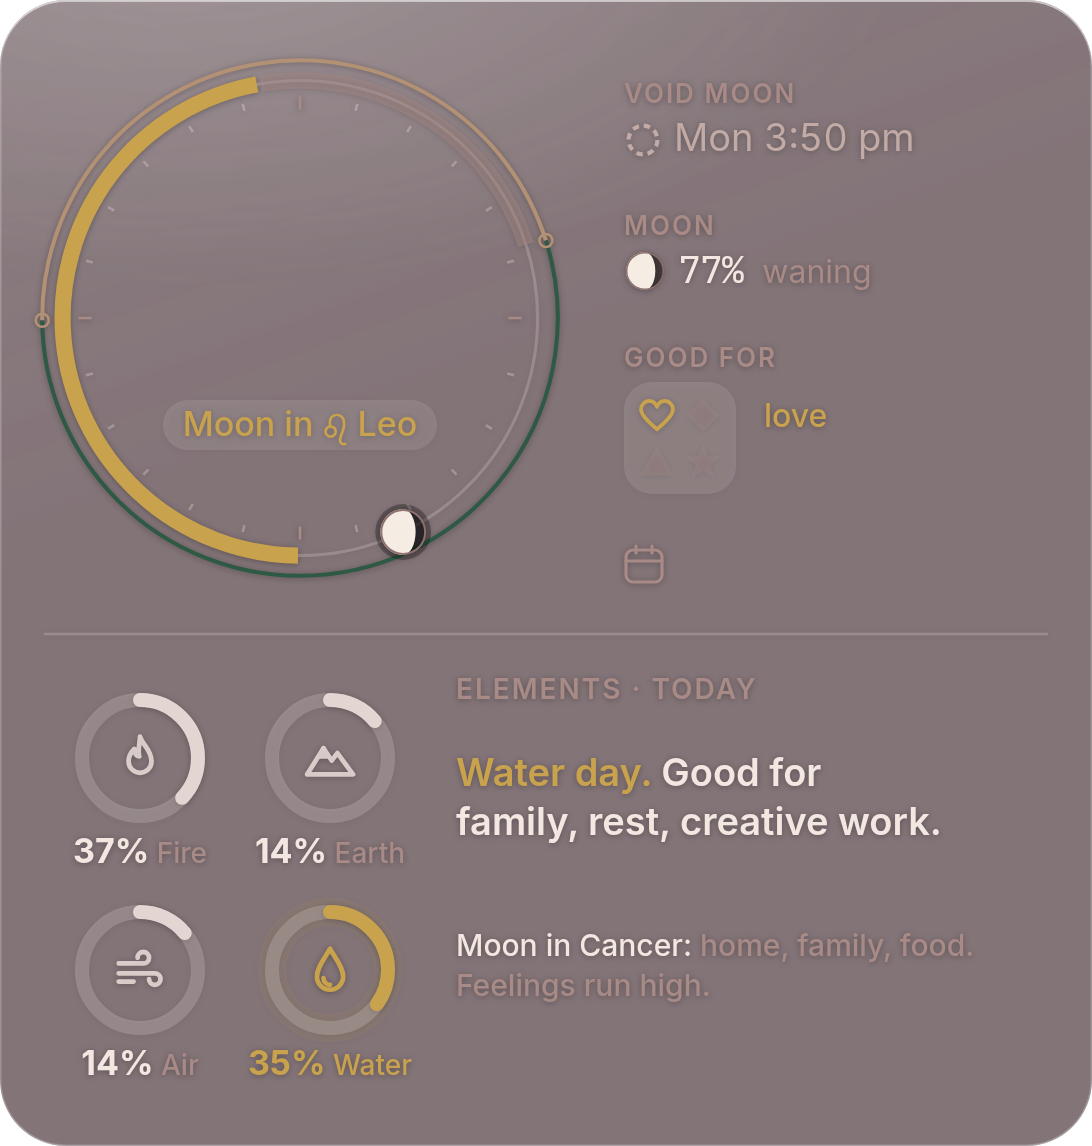 VOID MOON
Mon 3:50 pm
MOON
77% waning
GOOD FOR
love
Moon in ♌ Leo
ELEMENTS · TODAY
Water day. Good for
family, rest, creative work.
37% Fire
14% Earth
14% Air
35% Water
Moon in Cancer: home, family, food.
Feelings run high.